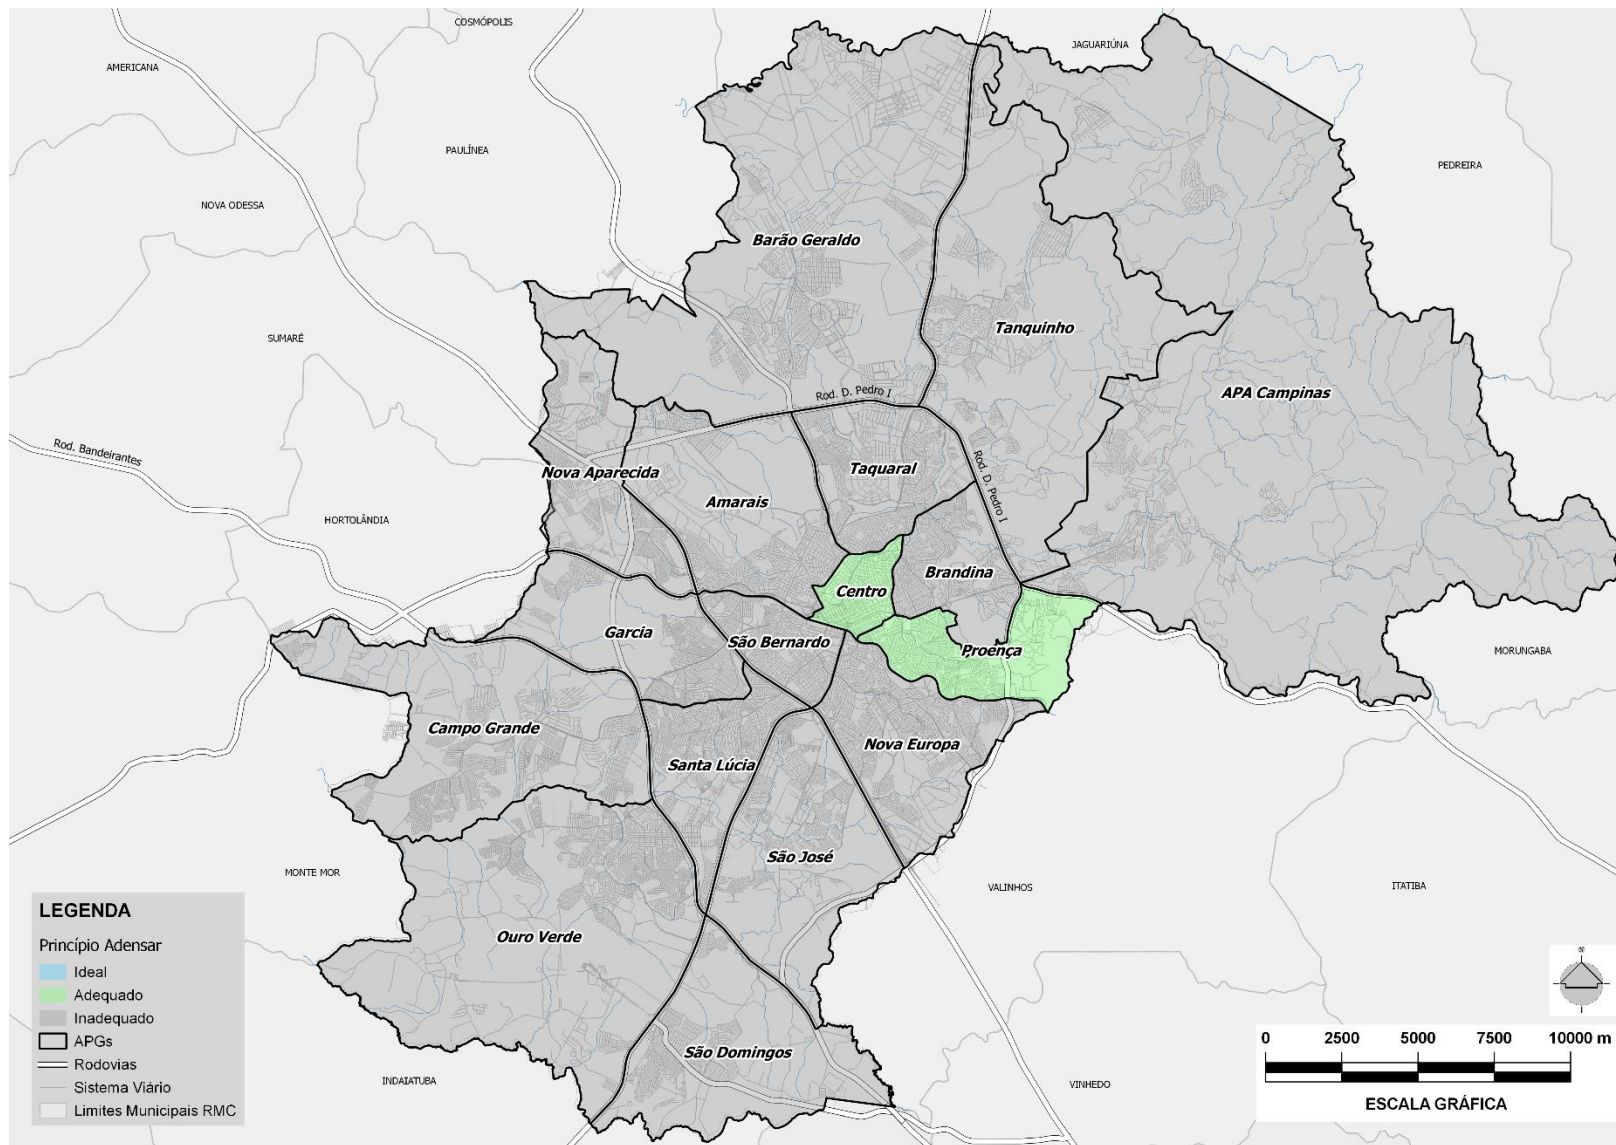 COSMÓPOLIS
JAGUARIÚNA
AMERICANA
PAULÍNEA
PEDREIRA
NOVA ODESSA
Barão Geraldo
Tanquinho
SUMARÉ
Rod. D. Pedro I
APA Campinas
Rod. Bandeirantes
Nova Aparecida
Taquaral
Rod. D. Pedro I
Amarais
HORTOLÂNDIA
Brandina
Centro
Garcia
São Bernardo
Proença
MORUNGABA
Campo Grande
Nova Europa
Santa Lúcia
São José
MONTE MOR
VALINHOS
ITATIBA
Ouro Verde
São Domingos
INDAIATUBA
VINHEDO
LEGENDA
Princípio Adensar
Ideal
Adequado
Inadequado
APGs
Rodovias
Sistema Viário
Limites Municipais RMC
N
0 2500 5000 7500 10000 m
ESCALA GRÁFICA